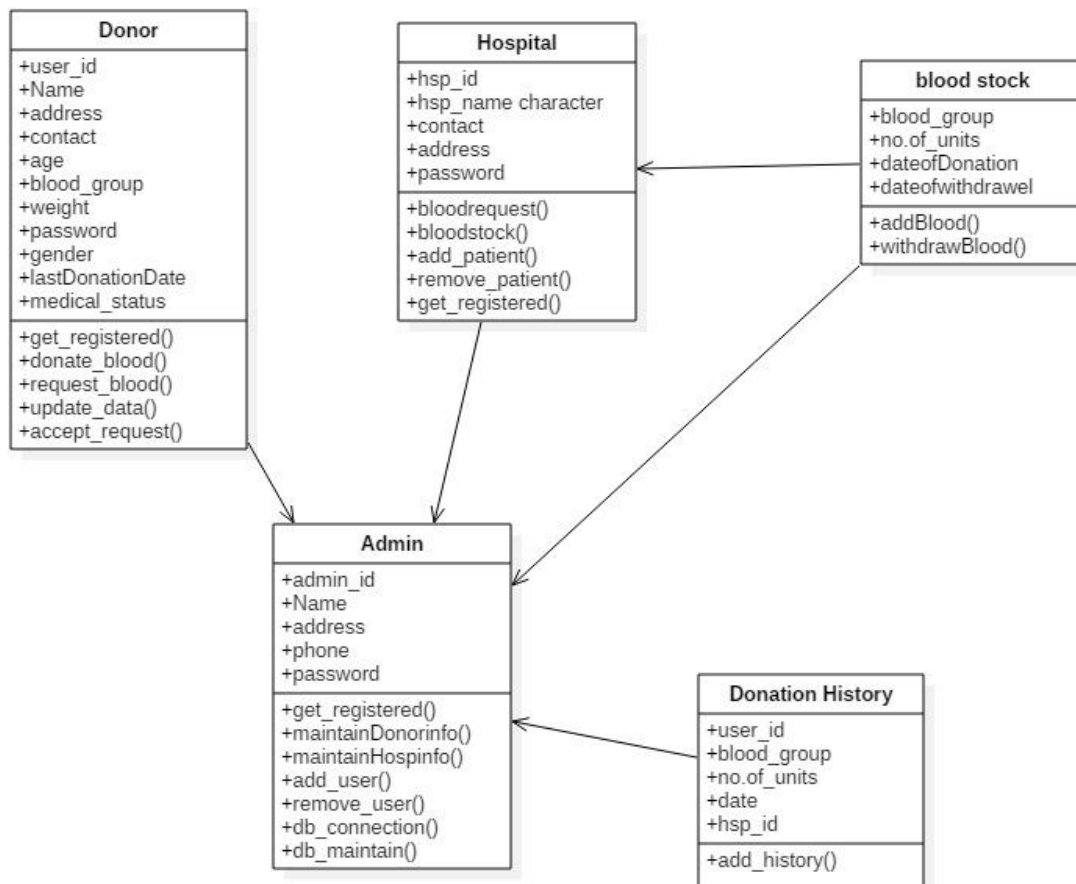 Donor
+user_id
+Name
+address
+contact
+age
+blood_group
+weight
+password
+gender
+lastDonationDate
+medical_status
+get_registered()
+donate_blood()
+request_blood()
+update_data()
+accept_request()
Hospital
+hsp_id
+hsp_name character
+contact
+address
+password
+bloodrequest()
+bloodstock()
+add_patient()
+remove_patient()
+get_registered()
blood stock
+blood_group
+no.of_units
+dateofDonation
+dateofwithdrawel
+addBlood()
+withdrawBlood()
Admin
+admin_id
+Name
+address
+phone
+password
+get_registered()
+maintainDonorinfo()
+maintainHospinfo()
+add_user()
+remove_user()
+db_connection()
+db_maintain()
Donation History
+user_id
+blood_group
+no.of_units
+date
+hsp_id
+add_history()